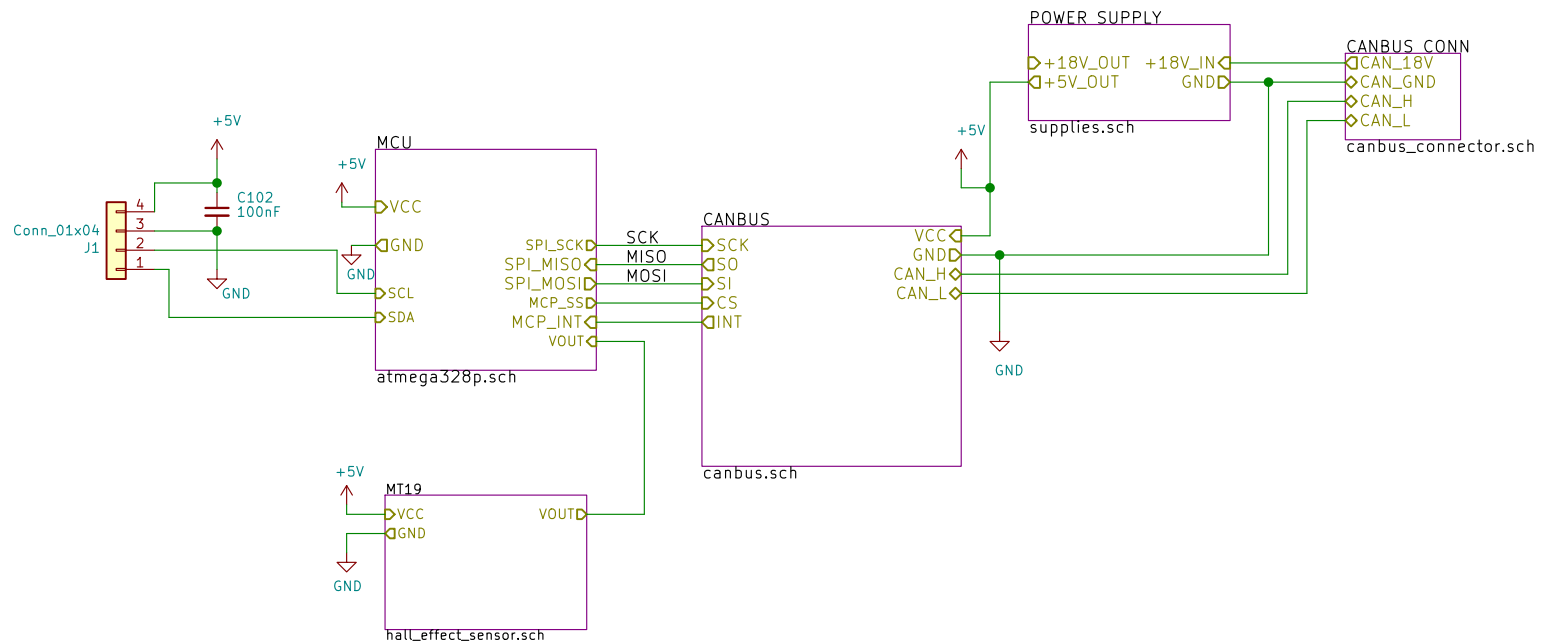 POWER SUPPLY
+18V_OUT
+18V_IN
+5V_OUT
GND
supplies.sch
CANBUS CONN
CAN_18V
CAN_GND
CAN_H
CAN_L
canbus_connector.sch
+5V
C102
100nF
Conn_01x04
J1
4
3
2
1
GND
MCU
+5V
VCC
GND
GND
SCL
SDA
SPI_SCK
SPI_MISO
SPI_MOSI
MCP_SS
MCP_INT
VOUT
atmega328p.sch
SCK
MISO
MOSI
CANBUS
SCK
SO
SI
CS
INT
+5V
VCC
GND
CAN_H
CAN_L
GND
canbus.sch
+5V
MT19
VCC
GND
VOUT
GND
hall_effect_sensor.sch